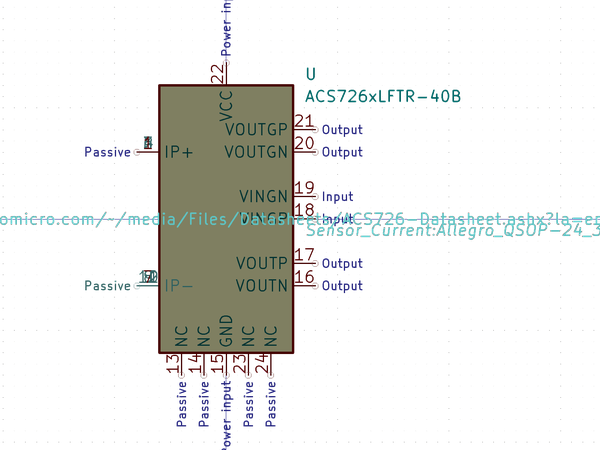 Power in
22
U
ACS726xLFTR-40B
VCC
VOUTGP 21 Output
Passive IP+ VOUTGN 20 Output
VINGN 19 Input
VINGP 18 Input
omicro.com/~/media/Files/Datasheets/ACS726-Datasheet.ashx?la=en
Sensor_Current:Allegro_QSOP-24_3
VOUTP 17 Output
Passive IP- VOUTN 16 Output
NC NC GND NC NC
13 14 15 23 24
Passive Passive Power input Passive Passive